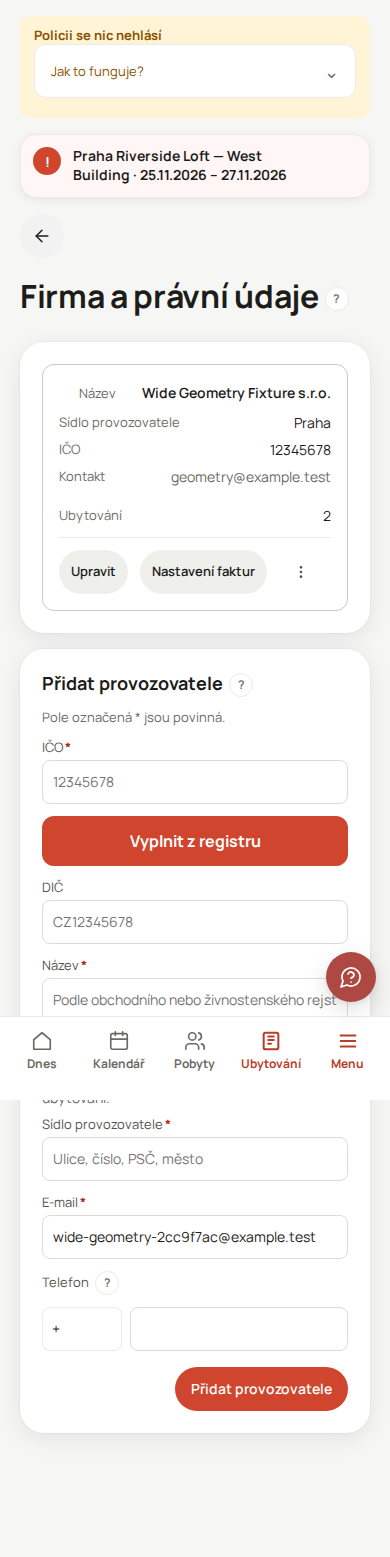 Policii se nic nehlásí
Jak to funguje?
! Praha Riverside Loft — West
Building · 25.11.2026 – 27.11.2026
Firma a právní údaje ?
Název Wide Geometry Fixture s.r.o.
Sídlo provozovatele Praha
IČO 12345678
Kontakt geometry@example.test
Ubytování 2
Upravit Nastavení faktur
Přidat provozovatele ?
Pole označená * jsou povinná.
IČO *
12345678
Vyplnit z registru
DIČ
CZ12345678
Název *
Podle obchodního nebo živnostenského rejst
Dnes Kalendář Pobyty Ubytování Menu
ubytování.
Sídlo provozovatele *
Ulice, číslo, PSČ, město
E-mail *
wide-geometry-2cc9f7ac@example.test
Telefon ?
+
Přidat provozovatele